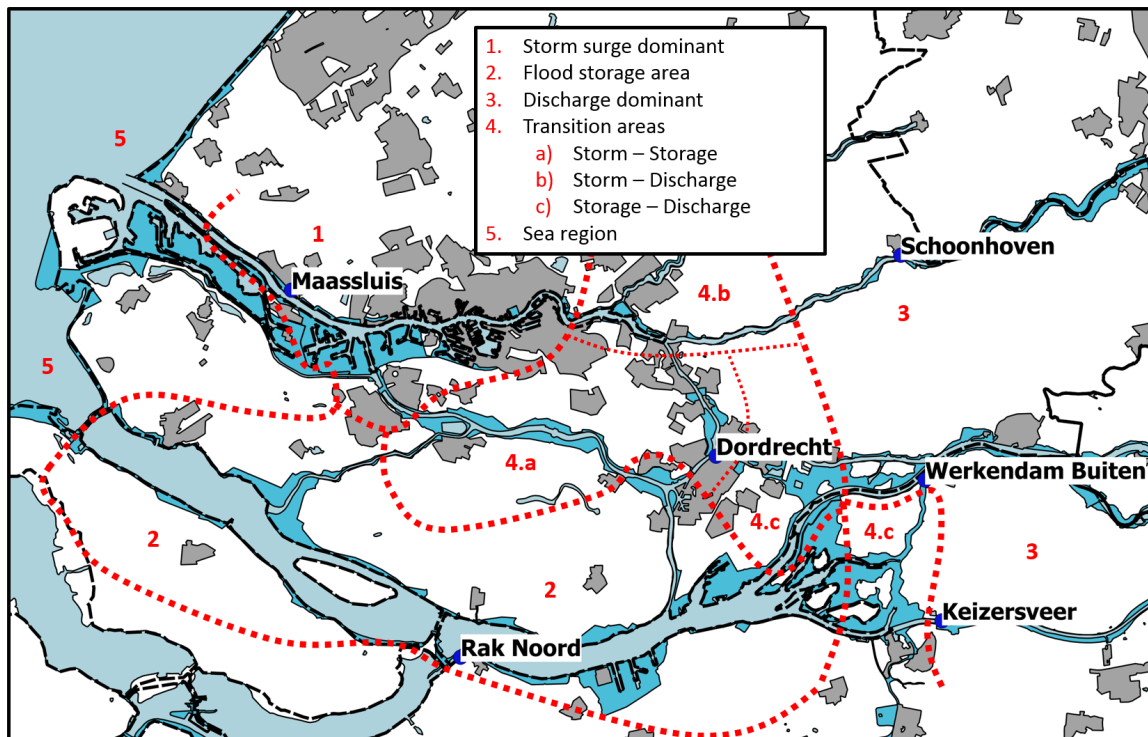 1. Storm surge dominant
2. Flood storage area
3. Discharge dominant
4. Transition areas
a) Storm – Storage
b) Storm – Discharge
c) Storage – Discharge
5. Sea region
5
1
Schoonhoven
Maassluis
4.b
3
5
Dordrecht
4.a
Werkendam Buiten
4.c
4.c
2
3
2
Keizersveer
Rak Noord